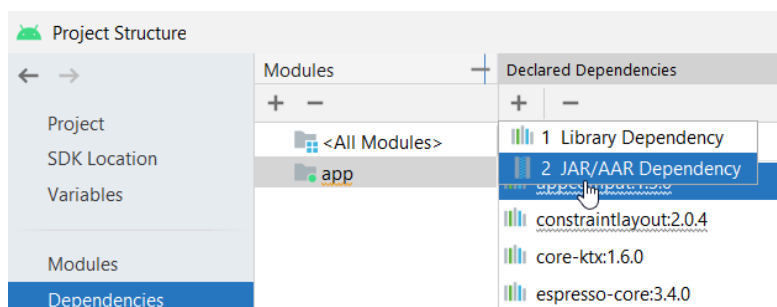 Project Structure
Modules
Declared Dependencies
Project
SDK Location
Variables
Modules
Dependencies
<All Modules>
app
1 Library Dependency
2 JAR/AAR Dependency
constraintlayout:2.0.4
core-ktx:1.6.0
espresso-core:3.4.0